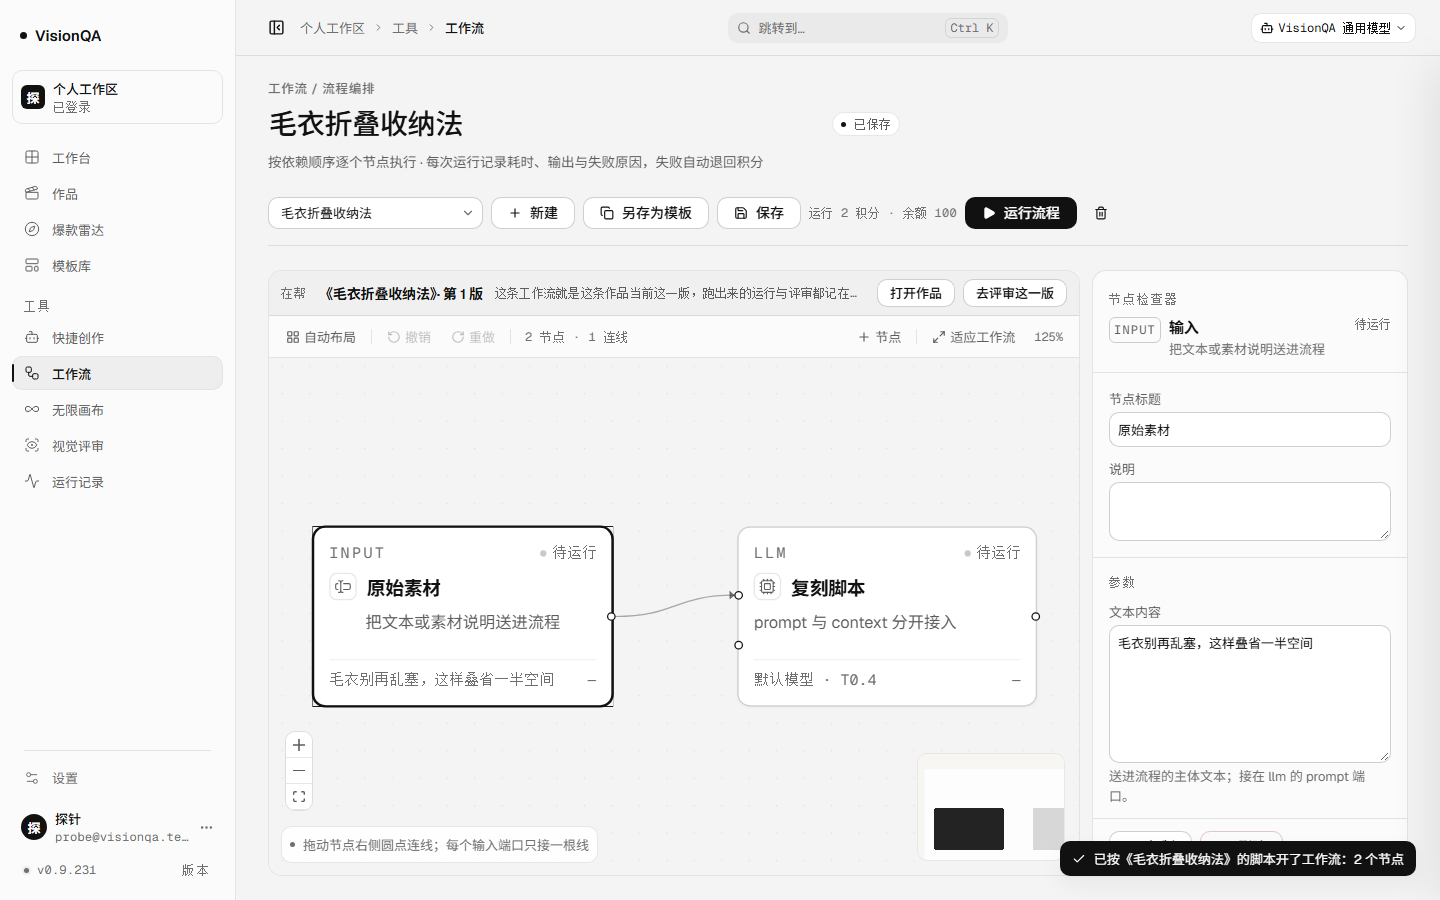 VisionQA
探
个人工作区
已登录
工作台
作品
爆款雷达
模板库
工具
快捷创作
工作流
无限画布
视觉评审
运行记录
设置
探
探针
probe@visionqa.te…
v0.9.231
版本
个人工作区
工具
工作流
跳转到…
Ctrl K
VisionQA 通用模型
工作流 / 流程编排
毛衣折叠收纳法
已保存
按依赖顺序逐个节点执行 · 每次运行记录耗时、输出与失败原因，失败自动退回积分
毛衣折叠收纳法
新建
另存为模板
保存
运行 2 积分 · 余额 100
运行流程
在帮
《毛衣折叠收纳法》· 第 1 版
这条工作流就是这条作品当前这一版，跑出来的运行与评审都记在…
打开作品
去评审这一版
自动布局
撤销
重做
2 节点 · 1 连线
节点
适应工作流
125%
INPUT
待运行
原始素材
把文本或素材说明送进流程
毛衣别再乱塞，这样叠省一半空间
—
LLM
待运行
复刻脚本
prompt 与 context 分开接入
默认模型 · T0.4
—
拖动节点右侧圆点连线；每个输入端口只接一根线
节点检查器
INPUT
输入
待运行
把文本或素材说明送进流程
节点标题
原始素材
说明
参数
文本内容
毛衣别再乱塞，这样叠省一半空间
送进流程的主体文本；接在 llm 的 prompt 端
口。
已按《毛衣折叠收纳法》的脚本开了工作流：2 个节点